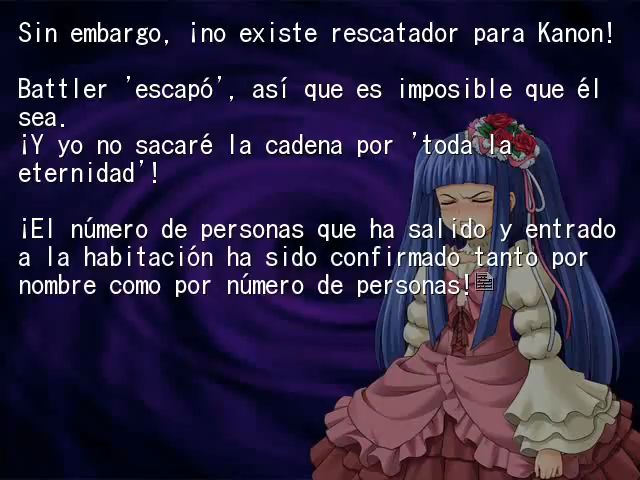 Sin embargo, ¡no existe rescatador para Kanon!
Battler 'escapó', así que es imposible que él
sea.
¡Y yo no sacaré la cadena por 'toda la
eternidad'!
¡El número de personas que ha salido y entrado
a la habitación ha sido confirmado tanto por
nombre como por número de personas!